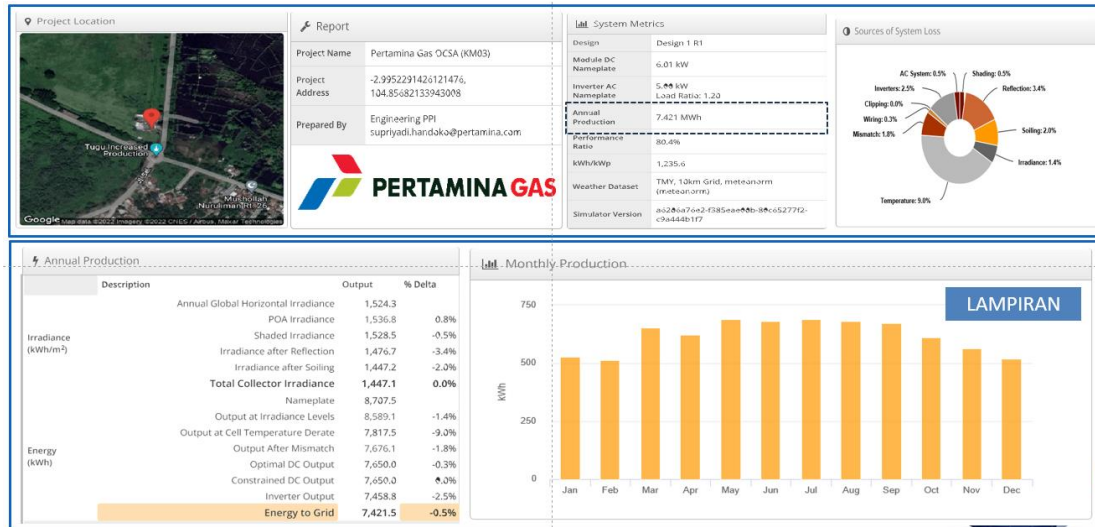 Project Location
Tugu Increased
Production
Mushollah
Nuruliman Rt. 26
Google
Map data ©2022 Imagery ©2022 CNES / Airbus, Maxar Technologies
Report
Project Name Pertamina Gas OCSA (KM03)
Project Address -2.9952291426121476, 104.85682133943008
Prepared By Engineering PPI
supriyadi.handoko@pertamina.com
PERTAMINA GAS
System Metrics
Design Design 1 R1
Module DC Nameplate 6.01 kW
Inverter AC Nameplate 5.00 kW
Load Ratio: 1.20
Annual Production 7.421 MWh
Performance Ratio 80.4%
kWh/kWp 1,235.6
Weather Dataset TMY, 10km Grid, meteonorm (meteonorm)
Simulator Version
Sources of System Loss
AC System: 0.5%
Shading: 0.5%
Inverters: 2.5%
Reflection: 3.4%
Clipping: 0.0%
Wiring: 0.3%
Soiling: 2.0%
Mismatch: 1.8%
Irradiance: 1.4%
Temperature: 9.0%
Annual Production
Description Output % Delta
Irradiance (kWh/m²)
Annual Global Horizontal Irradiance 1,524.3
POA Irradiance 1,536.8 0.8%
Shaded Irradiance 1,528.5 -0.5%
Irradiance after Reflection 1,476.7 -3.4%
Irradiance after Soiling 1,447.2 -2.0%
Total Collector Irradiance 1,447.1 0.0%
Energy (kWh)
Nameplate 8,707.5
Output at Irradiance Levels 8,589.1 -1.4%
Output at Cell Temperature Derate 7,817.5 -9.0%
Output After Mismatch 7,676.1 -1.8%
Optimal DC Output 7,650.0 -0.3%
Constrained DC Output 7,650.0 0.0%
Inverter Output 7,458.8 -2.5%
Energy to Grid 7,421.5 -0.5%
Monthly Production
LAMPIRAN
kWh
750
500
250
0
Jan Feb Mar Apr May Jun Jul Aug Sep Oct Nov Dec